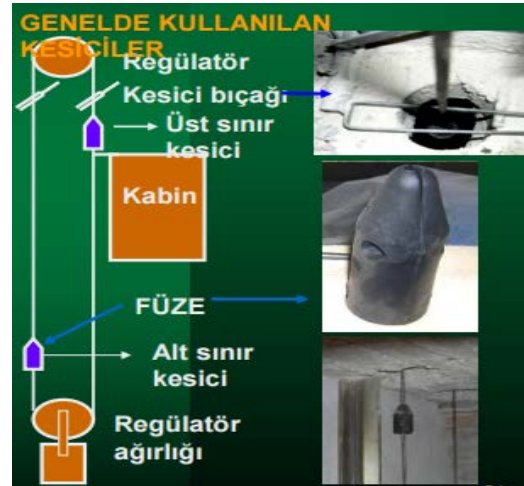 GENELDE KULLANILAN
KESİCİLER
Regülatör
Kesici bıçağı
Üst sınır
kesici
Kabin
FÜZE
Alt sınır
kesici
Regülatör
ağırlığı